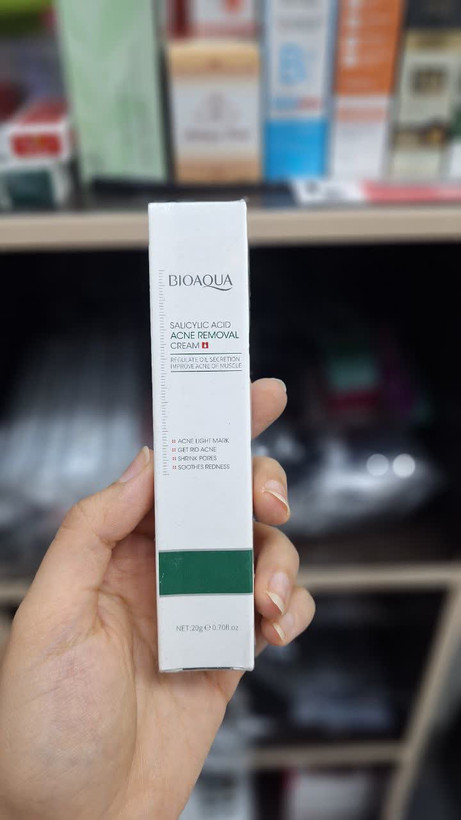 BIOAQUA
SALICYLIC ACID
ACNE REMOVAL
CREAM
REGULATE OIL SECRETION
IMPROVE ACNE OF MUSCLE
ACNE LIGHT MARK
GET RID ACNE
SHRINK PORES
SOOTHES REDNESS
NET:20g ℮ 0.70fl oz